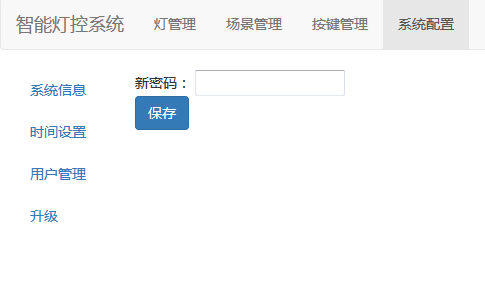 智能灯控系统 灯管理 场景管理 按键管理 系统配置
系统信息
新密码：
保存
时间设置
用户管理
升级